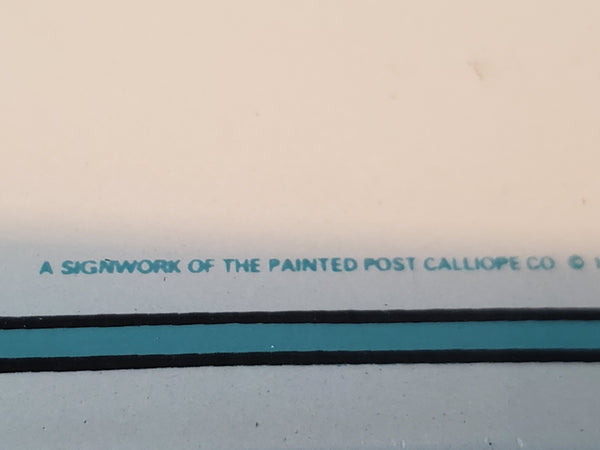 A SIGNWORK OF THE PAINTED POST CALLIOPE CO ©